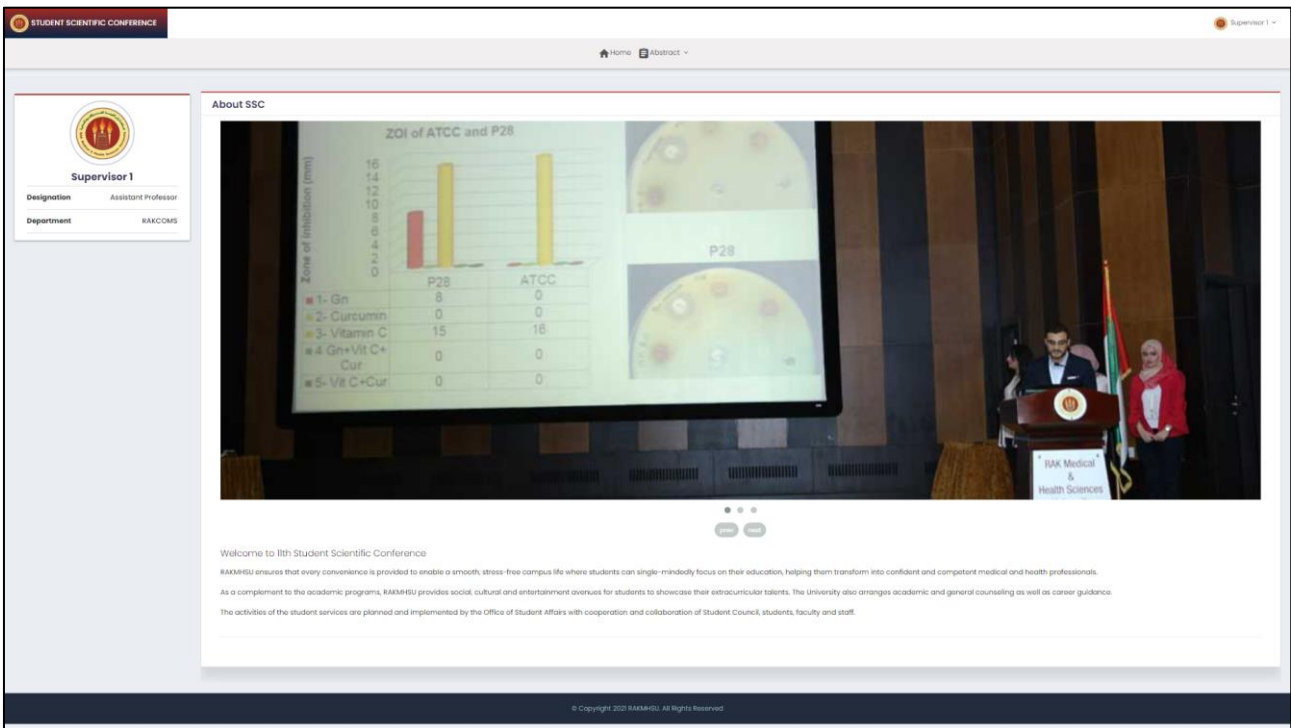 STUDENT SCIENTIFIC CONFERENCE
Supervisor 1
Home
Abstract
Supervisor 1
Designation Assistant Professor
Department RAKCOMS
About SSC
ZOI of ATCC and P28
Zone of inhibition (mm)
16
14
12
10
8
6
4
2
0
P28 ATCC
1- Gn 8 0
2- Curcumin 0 0
3- Vitamin C 15 16
4 Gn+Vit C+ Cur 0 0
5- Vit C+Cur 0 0
P28
RAK Medical
&
Health Sciences
prev next
Welcome to 11th Student Scientific Conference
RAKMHSU ensures that every convenience is provided to enable a smooth, stress-free campus life where students can single-mindedly focus on their education, helping them transform into confident and competent medical and health professionals.
As a complement to the academic programs, RAKMHSU provides social, cultural and entertainment avenues for students to showcase their extracurricular talents. The University also arranges academic and general counseling as well as career guidance.
The activities of the student services are planned and implemented by the Office of Student Affairs with cooperation and collaboration of Student Council, students, faculty and staff.
© Copyright 2021 RAKMHSU. All Rights Reserved